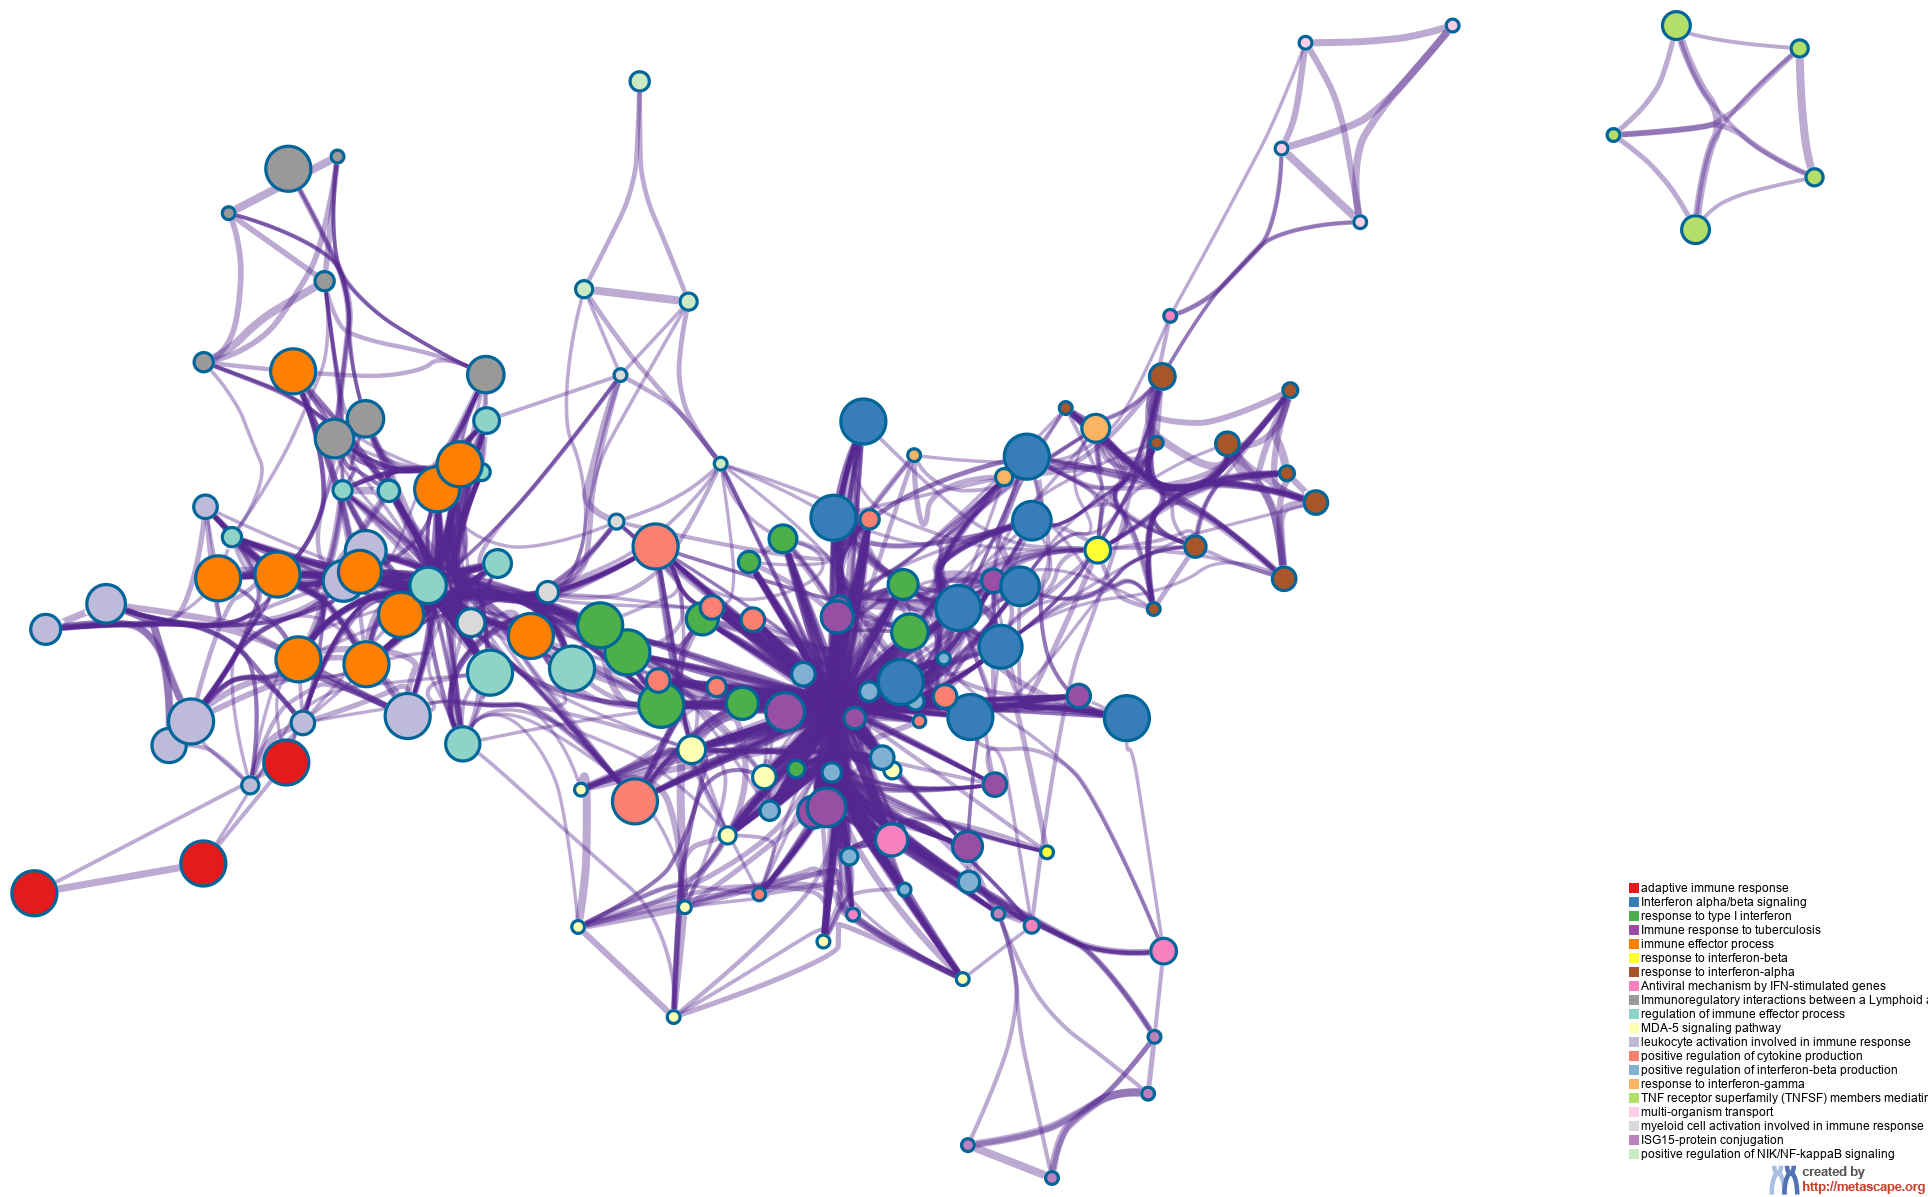 adaptive immune response
Interferon alpha/beta signaling
response to type I interferon
Immune response to tuberculosis
immune effector process
response to interferon-beta
response to interferon-alpha
Antiviral mechanism by IFN-stimulated genes
Immunoregulatory interactions between a Lymphoid a
regulation of immune effector process
MDA-5 signaling pathway
leukocyte activation involved in immune response
positive regulation of cytokine production
positive regulation of interferon-beta production
response to interferon-gamma
TNF receptor superfamily (TNFSF) members mediatin
multi-organism transport
myeloid cell activation involved in immune response
ISG15-protein conjugation
positive regulation of NIK/NF-kappaB signaling
created by
http://metascape.org